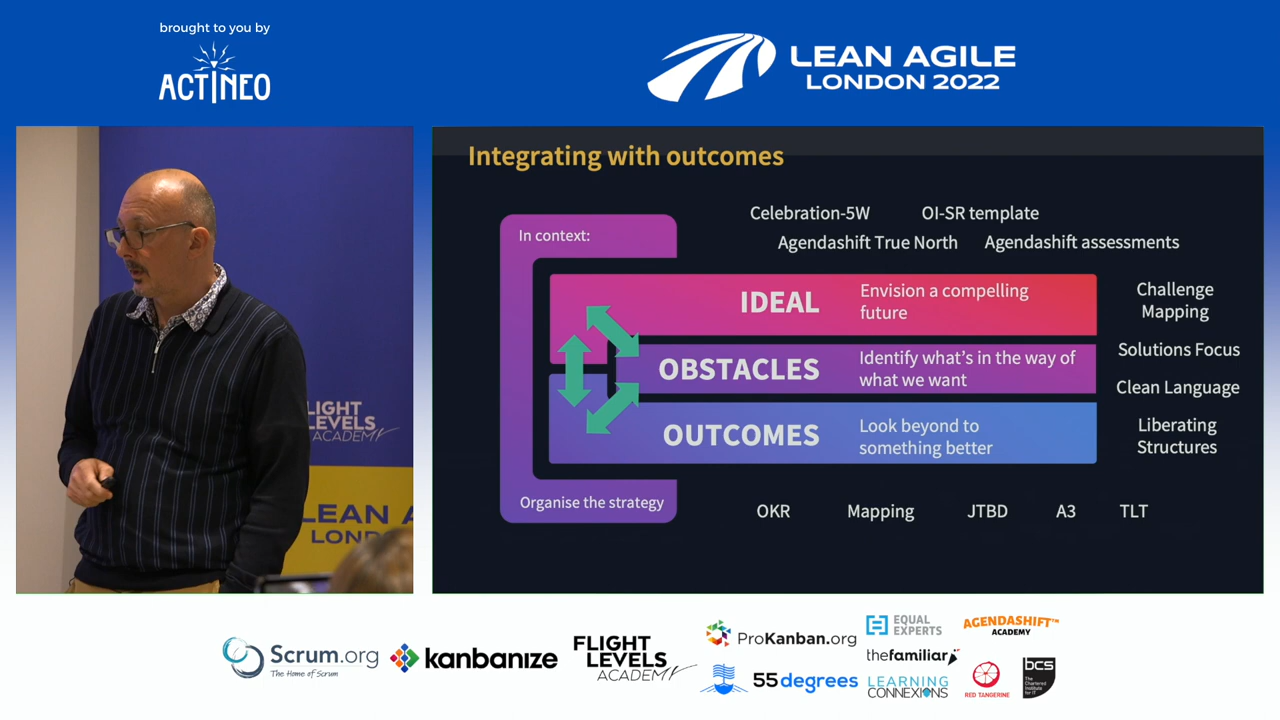 brought to you by
ACTINEO
LEAN AGILE
LONDON 2022
Integrating with outcomes
In context:
Celebration-5W
OI-SR template
Agendashift True North
Agendashift assessments
IDEAL
Envision a compelling
future
OBSTACLES
Identify what's in the way of
what we want
OUTCOMES
Look beyond to
something better
Challenge
Mapping
Solutions Focus
Clean Language
Liberating
Structures
Organise the strategy
OKR
Mapping
JTBD
A3
TLT
LIGHT
LEVELS
ACADEMY
LEAN A
LOND
Scrum.org
The Home of Scrum
kanbanize
FLIGHT
LEVELS
ACADEMY
ProKanban.org
55degrees
EQUAL
EXPERTS
thefamiliar
LEARNING
CONNEXIONS
AGENDASHIFT™
ACADEMY
RED TANGERINE
bcs
The
Chartered
Institute
for IT